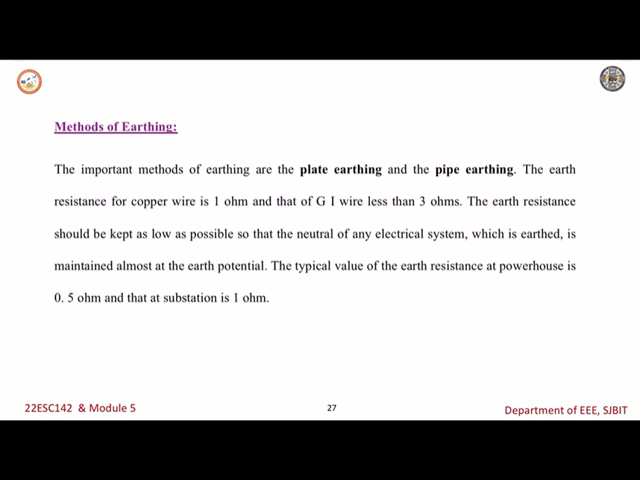 Methods of Earthing:
The important methods of earthing are the plate earthing and the pipe earthing. The earth
resistance for copper wire is 1 ohm and that of G I wire less than 3 ohms. The earth resistance
should be kept as low as possible so that the neutral of any electrical system, which is earthed, is
maintained almost at the earth potential. The typical value of the earth resistance at powerhouse is
0. 5 ohm and that at substation is 1 ohm.
22ESC142 & Module 5
27
Department of EEE, SJBIT